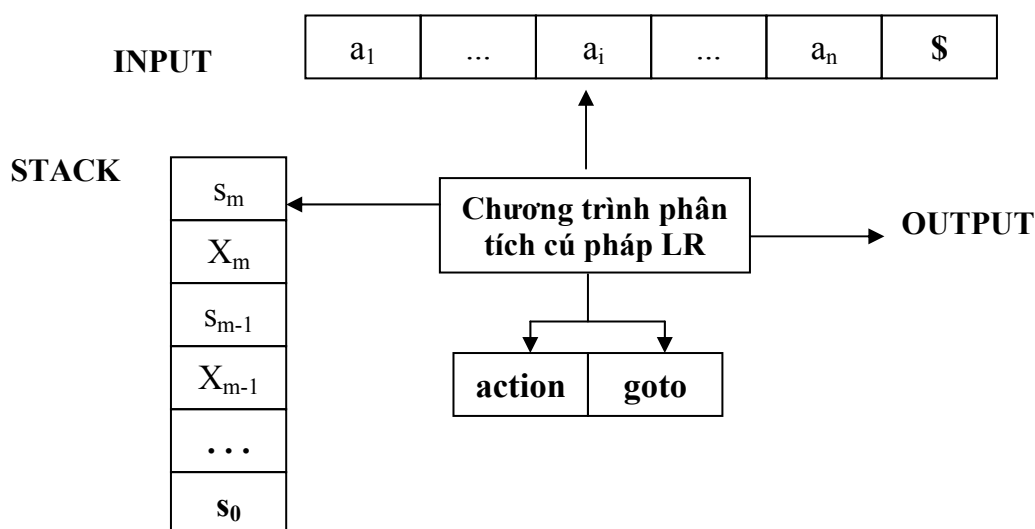 INPUT
a1 ... ai ... an $
STACK
sm
Xm
sm-1
Xm-1
...
s0
Chương trình phân
tích cú pháp LR
OUTPUT
action goto